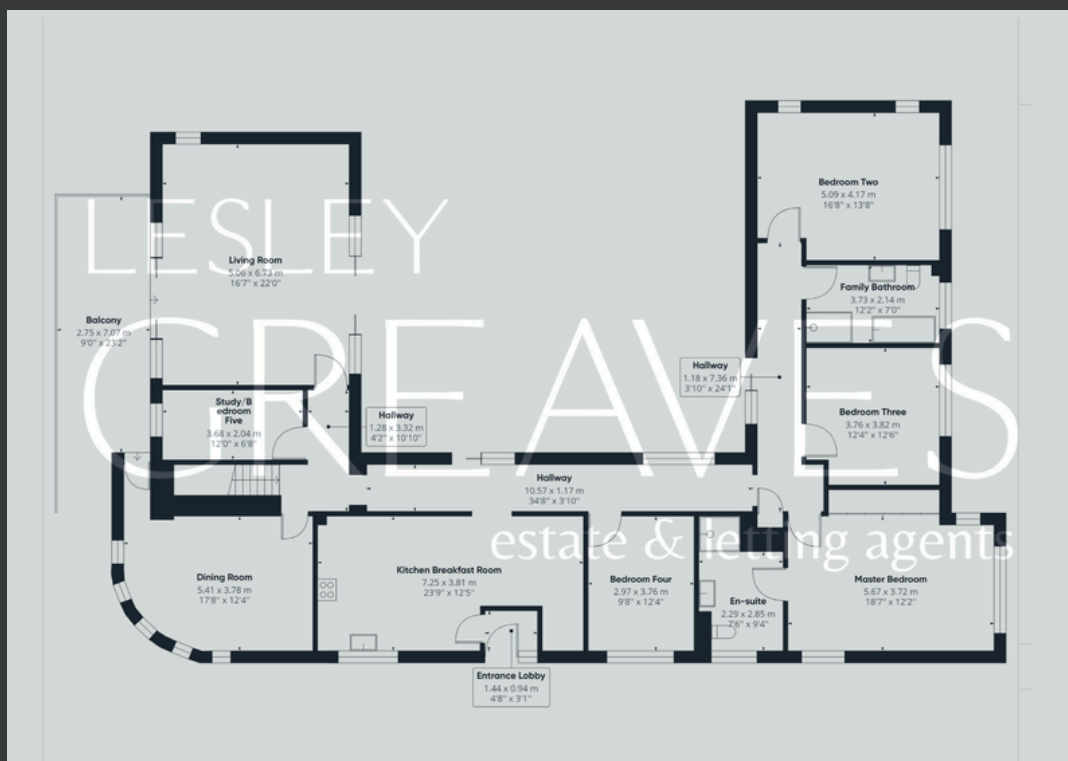 Bedroom Two
5.09 x 4.17 m
16'8" x 13'8"
LESLEY
Living Room
5.06 x 6.73 m
16'7" x 22'0"
Family Bathroom
3.73 x 2.14 m
12'2" x 7'0"
Balcony
2.75 x 7.07 m
9'0" x 23'2"
GREAVES
Hallway
1.18 x 7.36 m
3'10" x 24'1"
Study/B
edroom
Five
3.68 x 2.04 m
12'0" x 6'8"
Hallway
1.28 x 3.32 m
4'2" x 10'10"
Bedroom Three
3.76 x 3.82 m
12'4" x 12'6"
Hallway
10.57 x 1.17 m
34'8" x 3'10"
estate & letting agents
Dining Room
5.41 x 3.78 m
17'8" x 12'4"
Kitchen Breakfast Room
7.25 x 3.81 m
23'9" x 12'5"
Bedroom Four
2.97 x 3.76 m
9'8" x 12'4"
En-suite
2.29 x 2.85 m
7'6" x 9'4"
Master Bedroom
5.67 x 3.72 m
18'7" x 12'2"
Entrance Lobby
1.44 x 0.94 m
4'8" x 3'1"